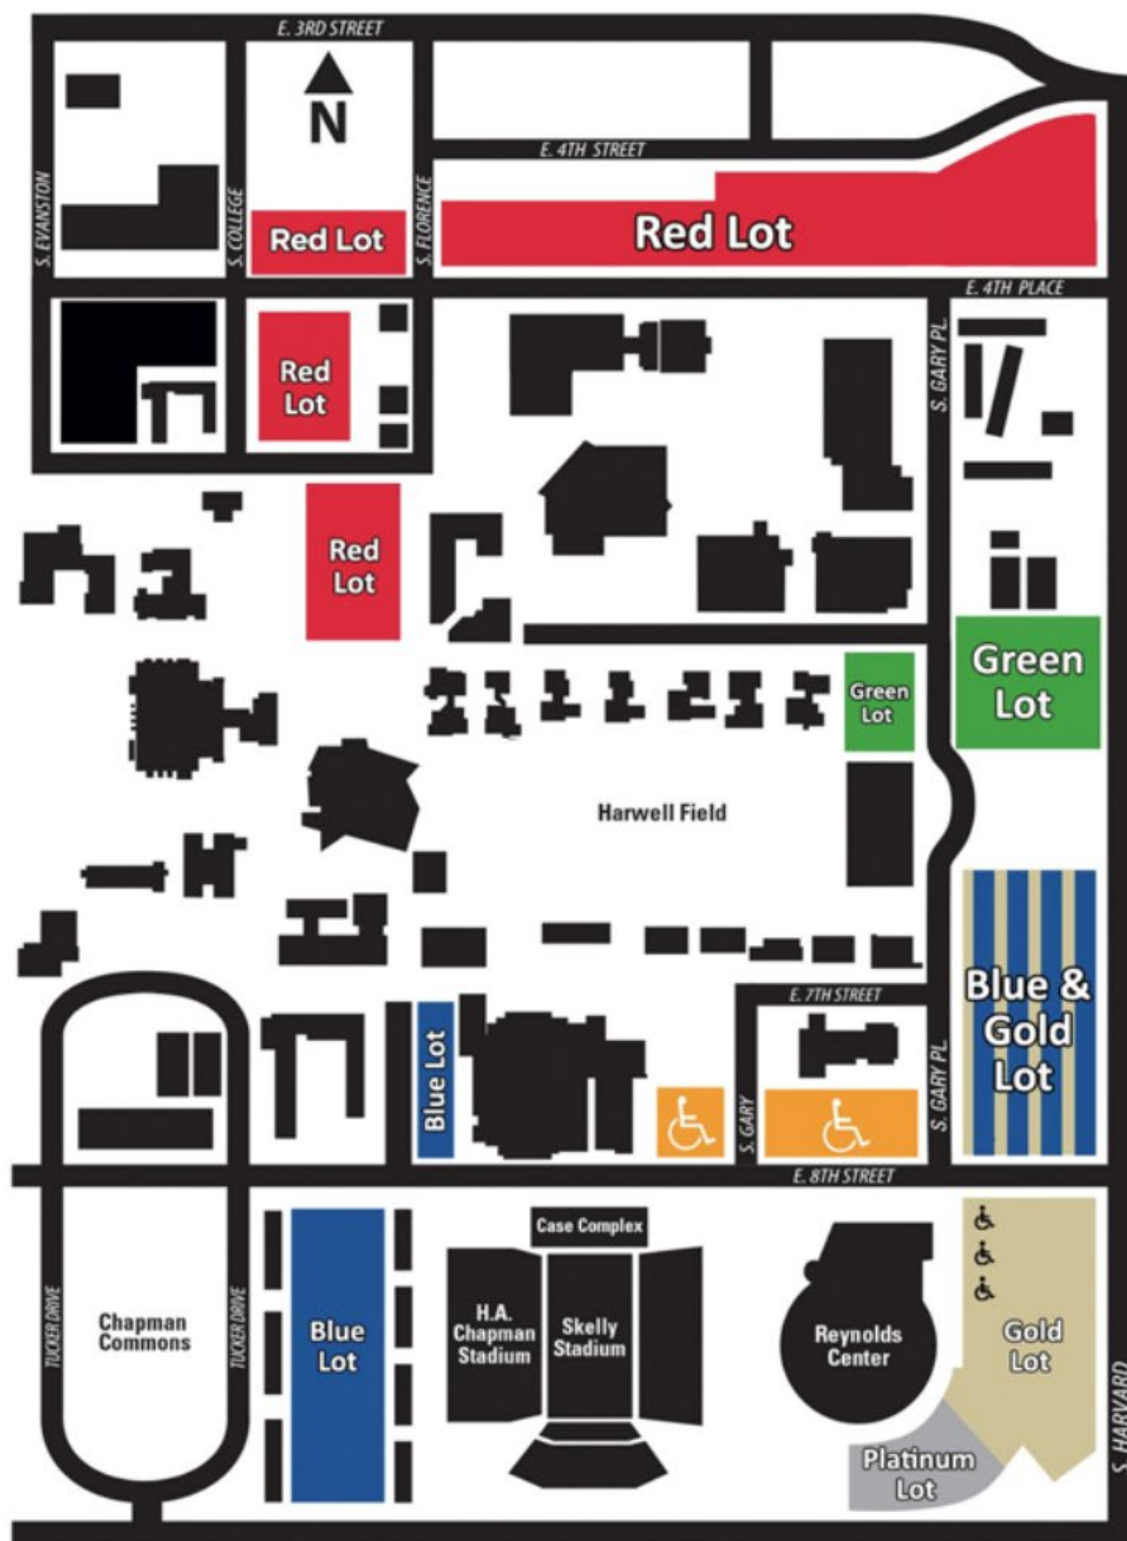 E. 3RD STREET
N
E. 4TH STREET
S. EVANSTON
S. COLLEGE
S. FLORENCE
Red Lot
Red Lot
E. 4TH PLACE
S. GARY PL.
Red
Lot
Red
Lot
Green
Lot
Green
Lot
Harwell Field
Blue &
Gold
Lot
E. 7TH STREET
Blue Lot
S. GARY
S. GARY PL.
E. 8TH STREET
Case Complex
TUCKER DRIVE
Chapman
Commons
TUCKER DRIVE
Blue
Lot
H.A.
Chapman
Stadium
Skelly
Stadium
Reynolds
Center
Gold
Lot
S. HARVARD
Platinum
Lot